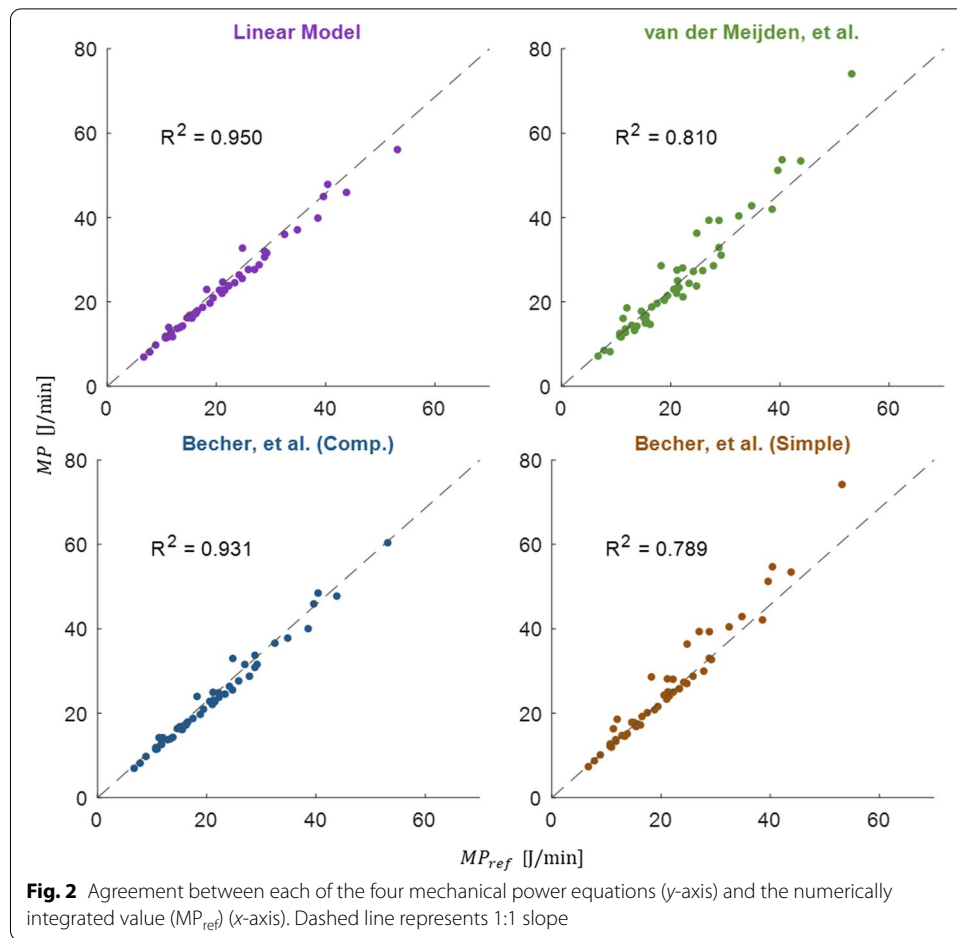 Linear Model
van der Meijden, et al.
80
60
40
20
0
R² = 0.950
0 20 40 60
80
60
40
20
0
R² = 0.810
0 20 40 60
MP [J/min]
Becher, et al. (Comp.)
Becher, et al. (Simple)
80
60
40
20
0
R² = 0.931
0 20 40 60
80
60
40
20
0
R² = 0.789
0 20 40 60
MP_ref [J/min]
Fig. 2 Agreement between each of the four mechanical power equations (y-axis) and the numerically
integrated value (MP_ref) (x-axis). Dashed line represents 1:1 slope